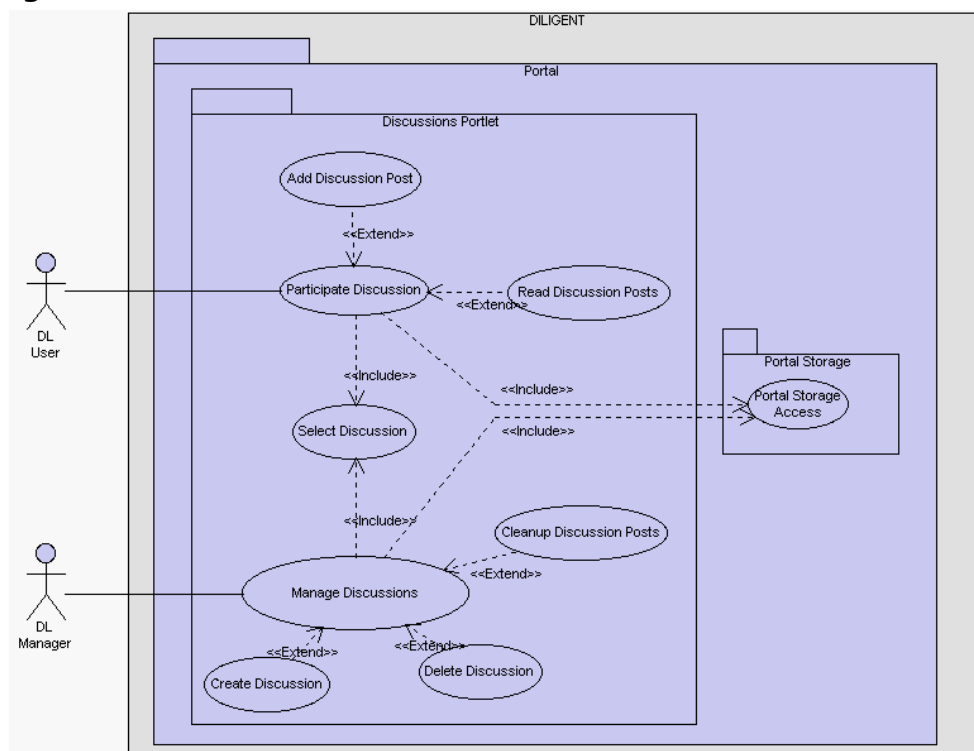 DILIGENT
Portal
Discussions Portlet
Add Discussion Post
<<Extend>>
Participate Discussion
<<Extend>>
Read Discussion Posts
DL
User
<<Include>>
<<Include>>
Portal Storage
Portal Storage
Access
Select Discussion
<<Include>>
<<Include>>
Cleanup Discussion Posts
<<Extend>>
Manage Discussions
DL
Manager
<<Extend>>
<<Extend>>
Create Discussion
Delete Discussion